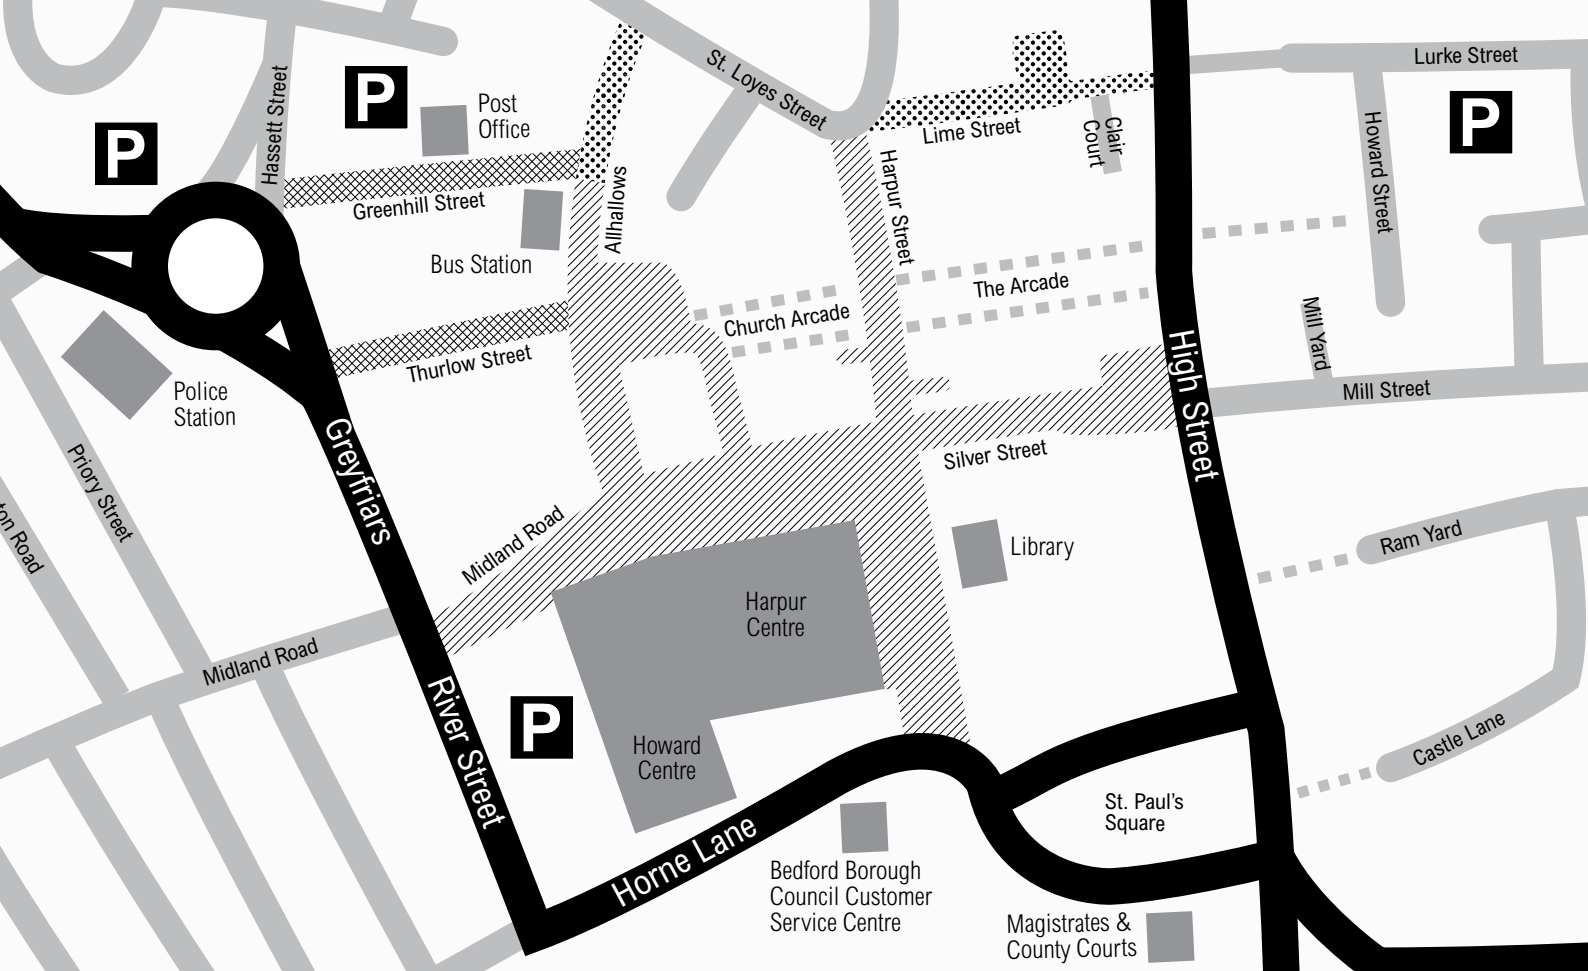 St. Loyes Street
Lurke Street
P
Hassett Street
P
Post
Office
P
Lime Street
Clair
Court
Howard Street
Harpur Street
Allhallows
Greenhill Street
Bus Station
The Arcade
Church Arcade
Mill Yard
Thurlow Street
Mill Street
High Street
Police
Station
Greyfriars
Silver Street
Priory Street
ton Road
Midland Road
Library
Ram Yard
Harpur
Centre
Midland Road
River Street
P
Howard
Centre
Castle Lane
St. Paul's
Square
Horne Lane
Bedford Borough
Council Customer
Service Centre
Magistrates &
County Courts